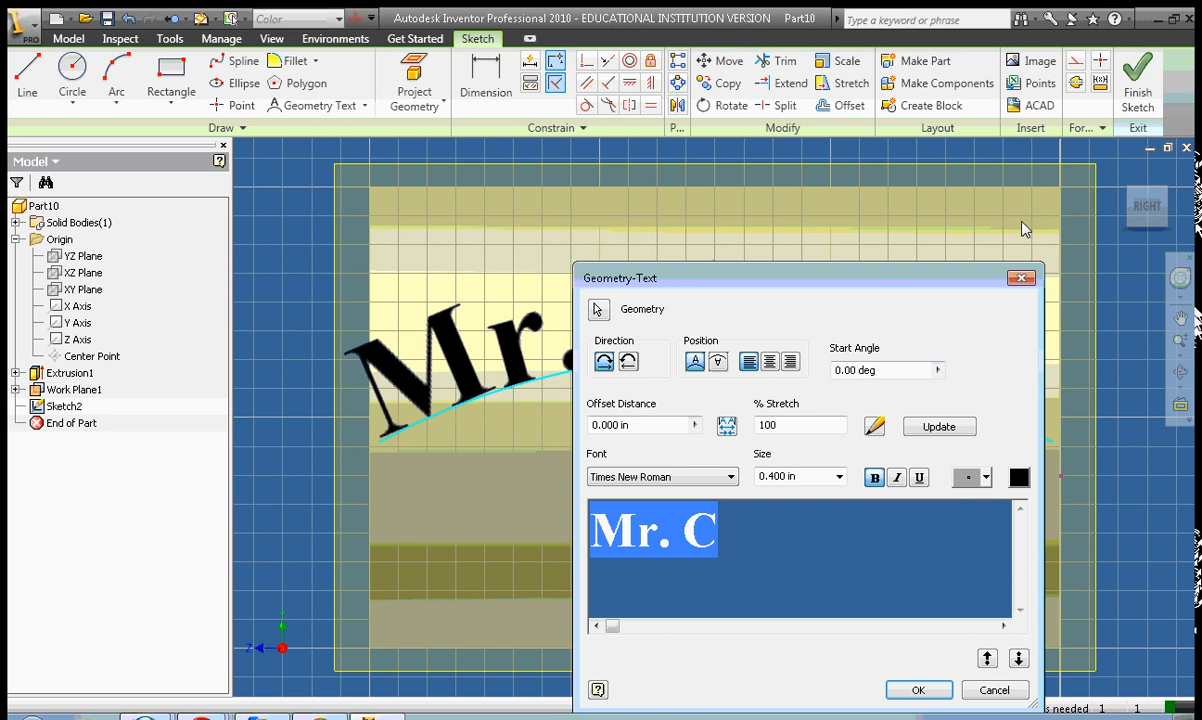 Color
Autodesk Inventor Professional 2010 - EDUCATIONAL INSTITUTION VERSION Part10
Type a keyword or phrase
PRO
Model Inspect Tools Manage View Environments Get Started Sketch
Line Circle Arc Rectangle
Spline Fillet
Ellipse Polygon
Point Geometry Text
Project Geometry
Dimension
Move Trim Scale
Copy Extend Stretch
Rotate Split Offset
Make Part
Make Components
Create Block
Image
Points
ACAD
Finish Sketch
Draw Constrain P... Modify Layout Insert For... Exit
Model
Part10
Solid Bodies(1)
Origin
YZ Plane
XZ Plane
XY Plane
X Axis
Y Axis
Z Axis
Center Point
Extrusion1
Work Plane1
Sketch2
End of Part
RIGHT
Mr.
Z
Geometry-Text
Geometry
Direction Position Start Angle
0.00 deg
Offset Distance % Stretch
0.000 in 100 Update
Font Size
Times New Roman 0.400 in B I U
Mr. C
OK Cancel
s needed 1 1